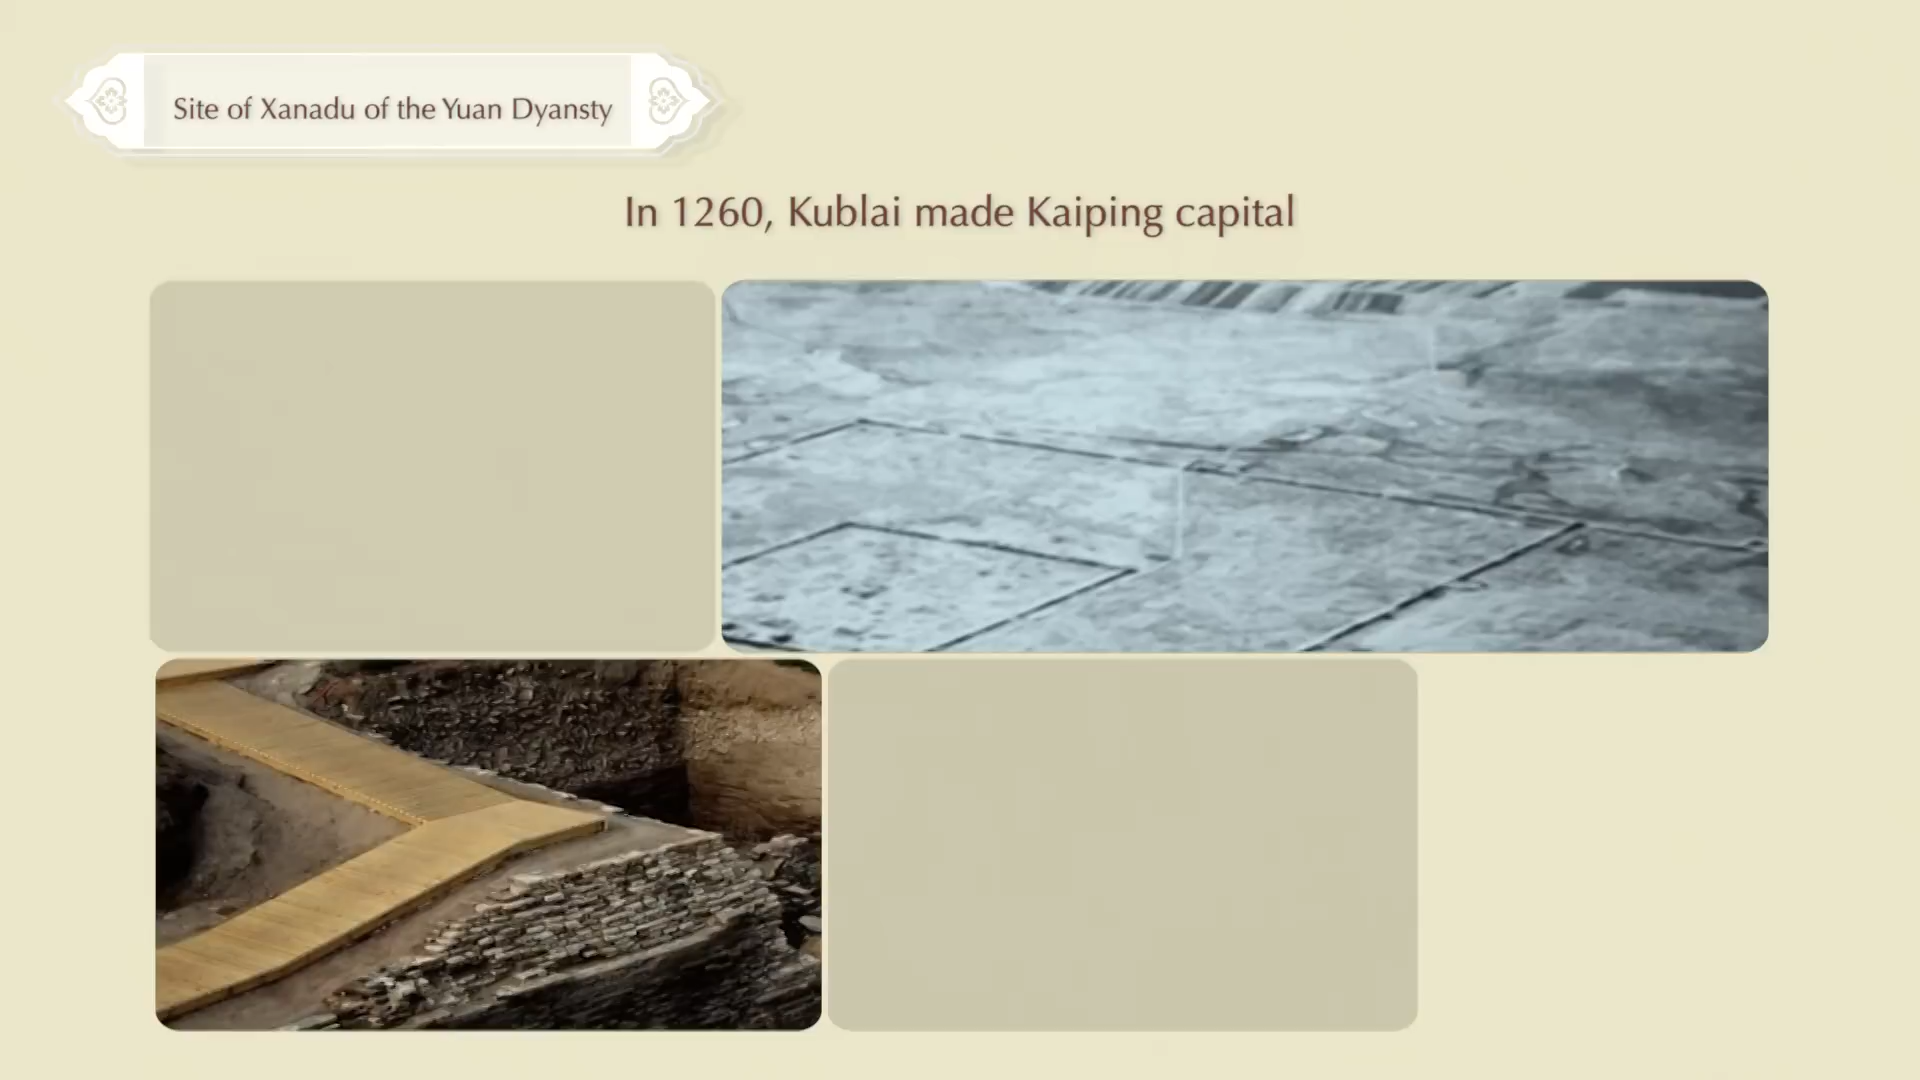 Site of Xanadu of the Yuan Dyansty
In 1260, Kublai made Kaiping capital